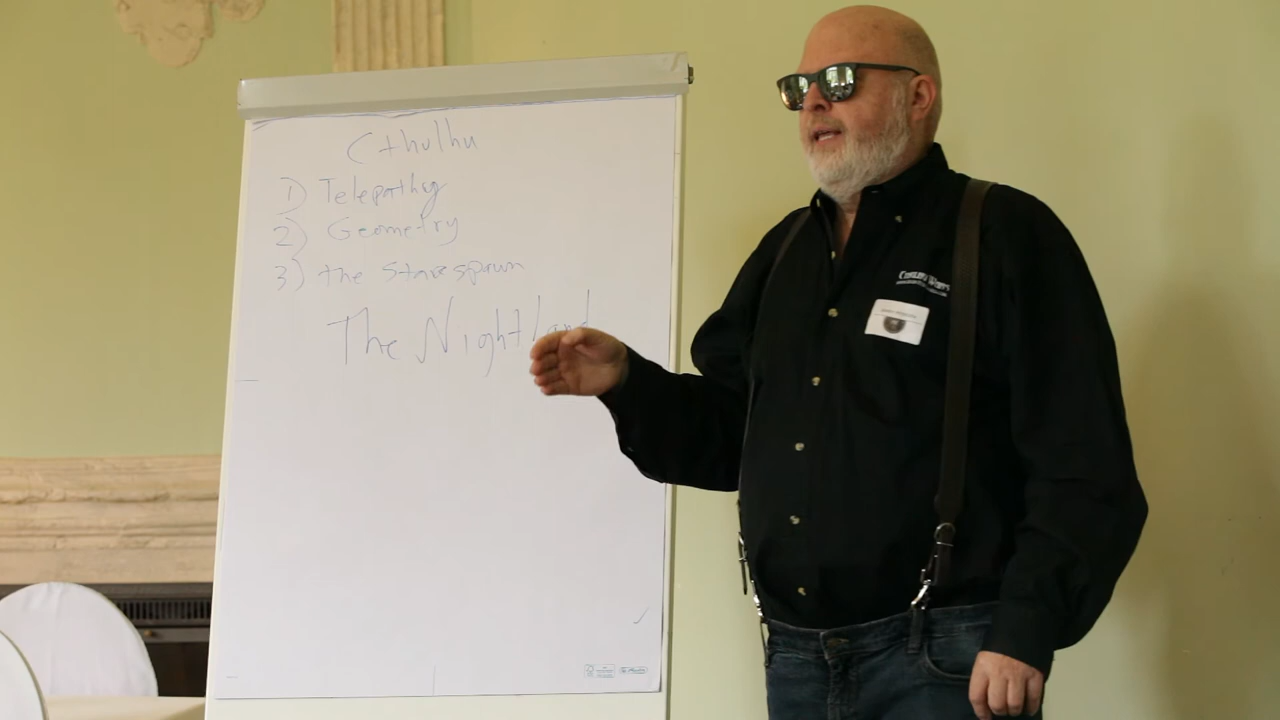 Cthulhu
1) Telepathy
2) Geometry
3) the Starspawn
The Nightland